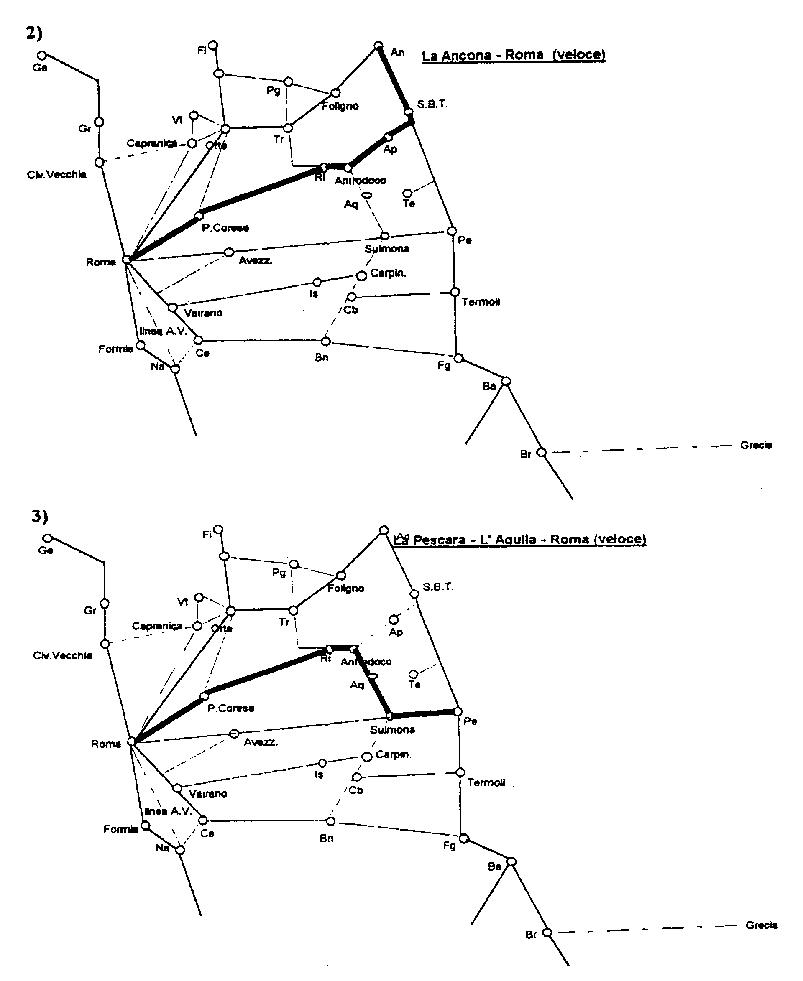 2)
Fi
An
La Ancona - Roma (veloce)
Ge
Pg
Foligno
S.B.T.
Gr
Vt
Capranica
Orte
Tr
Ap
Civ.Vecchia
Ri
Antrodoco
Aq
Te
P.Corese
Pe
Roma
Avezz.
Sulmona
Is
Carpin.
Vairano
Cb
Termoli
linea A.V.
Formia
Ce
Na
Bn
Fg
Ba
Br
Grecia
3)
Fi
La Pescara - L' Aquila - Roma (veloce)
Ge
Pg
Foligno
S.B.T.
Gr
Vt
Capranica
Orte
Tr
Ap
Civ.Vecchia
Ri
Antrodoco
Aq
Te
P.Corese
Pe
Roma
Avezz.
Sulmona
Is
Carpin.
Vairano
Cb
Termoli
linea A.V.
Formia
Ce
Na
Bn
Fg
Ba
Br
Grecia